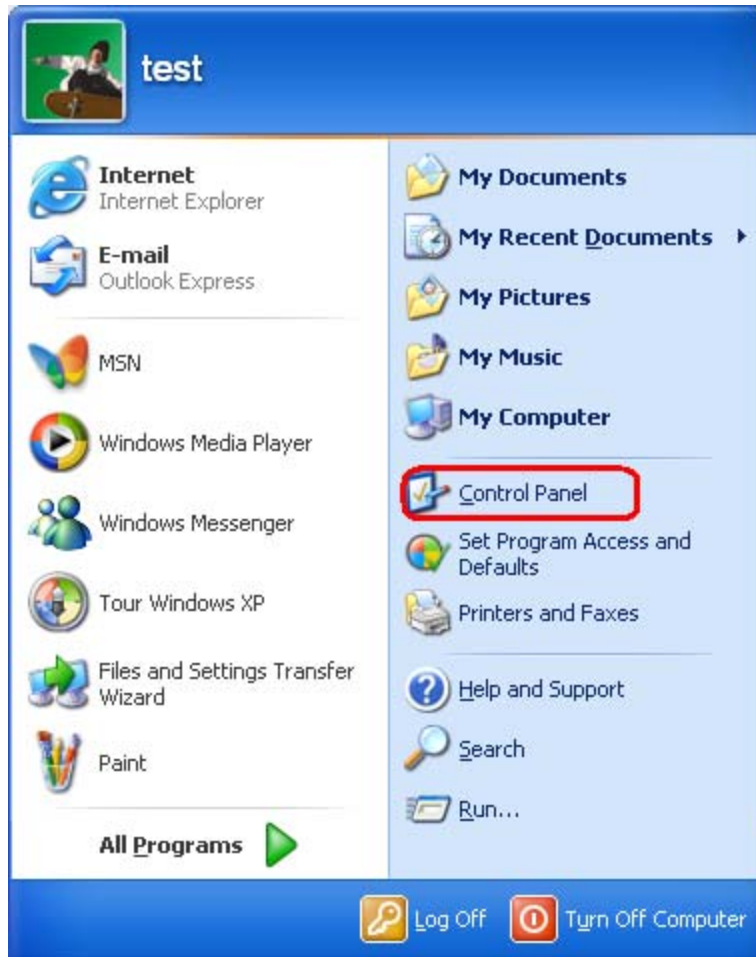 test
Internet
Internet Explorer
E-mail
Outlook Express
MSN
Windows Media Player
Windows Messenger
Tour Windows XP
Files and Settings Transfer
Wizard
Paint
All Programs
My Documents
My Recent Documents
My Pictures
My Music
My Computer
Control Panel
Set Program Access and
Defaults
Printers and Faxes
Help and Support
Search
Run...
Log Off
Turn Off Computer